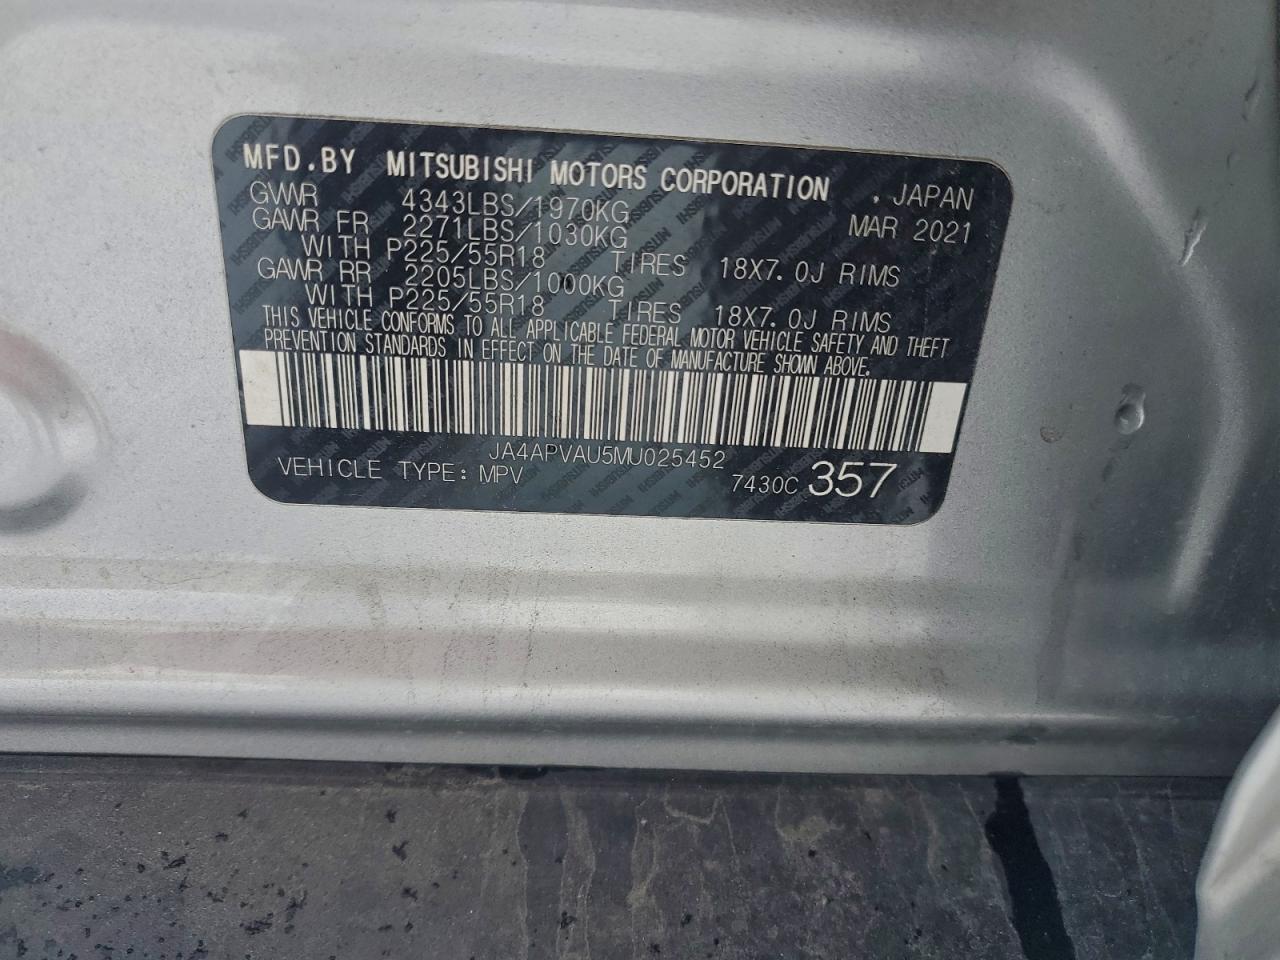 MFD.BY MITSUBISHI MOTORS CORPORATION , JAPAN
GVWR 4343LBS/1970KG MAR 2021
GAWR FR 2271LBS/1030KG
WITH P225/55R18 TIRES 18X7.0J RIMS
GAWR RR 2205LBS/1000KG
WITH P225/55R18 TIRES 18X7.0J RIMS
THIS VEHICLE CONFORMS TO ALL APPLICABLE FEDERAL MOTOR VEHICLE SAFETY AND THEFT
PREVENTION STANDARDS IN EFFECT ON THE DATE OF MANUFACTURE SHOWN ABOVE.
JA4APVAU5MU025452
VEHICLE TYPE: MPV 7430C 357